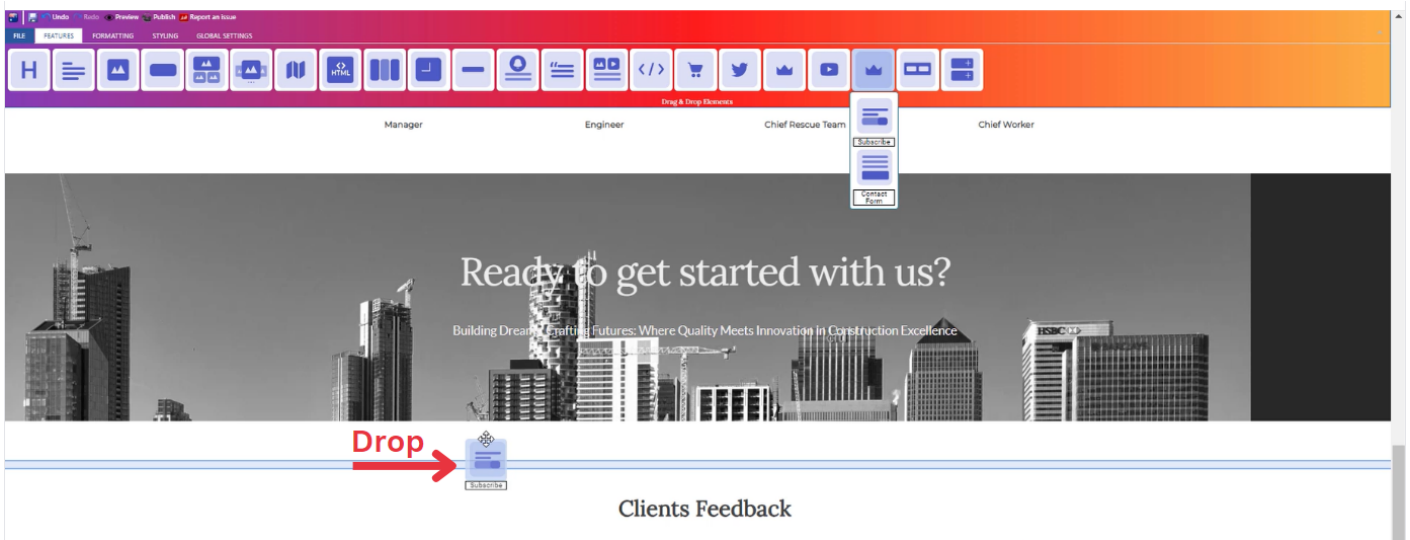 Undo Redo Preview Publish Report an issue
FILE FEATURES FORMATTING STYLING GLOBAL SETTINGS
H HTML
Drag & Drop Elements
Manager Engineer Chief Rescue Team Chief Worker
Subscribe
Contact
Form
Ready to get started with us?
Building Dreams, Crafting Futures: Where Quality Meets Innovation in Construction Excellence
HSBC
Drop
Subscribe
Clients Feedback